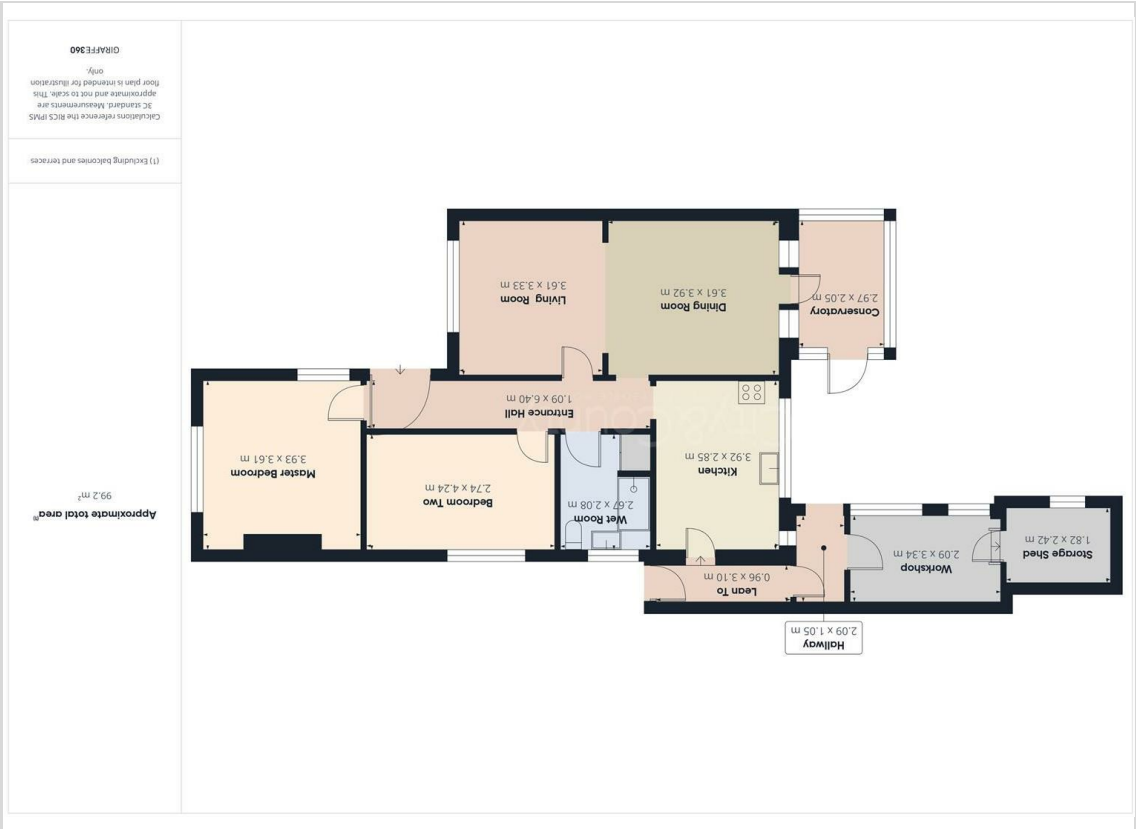 Hallway
2.09 x 1.05 m
Storage Shed
1.82 x 2.42 m
Workshop
2.09 x 3.34 m
Lean To
0.96 x 3.10 m
Wet Room
2.67 x 2.08 m
Bedroom Two
2.74 x 4.24 m
Master Bedroom
3.93 x 3.61 m
Kitchen
3.92 x 2.85 m
Entrance Hall
1.09 x 6.40 m
Conservatory
2.97 x 2.05 m
Dining Room
3.61 x 3.92 m
Living Room
3.61 x 3.33 m
Approximate total area(1)
99.2 m²
(1) Excluding balconies and terraces
Calculations reference the RICS IPMS
3C standard. Measurements are
approximate and not to scale. This
floor plan is intended for illustration
only.
GIRAFFE360